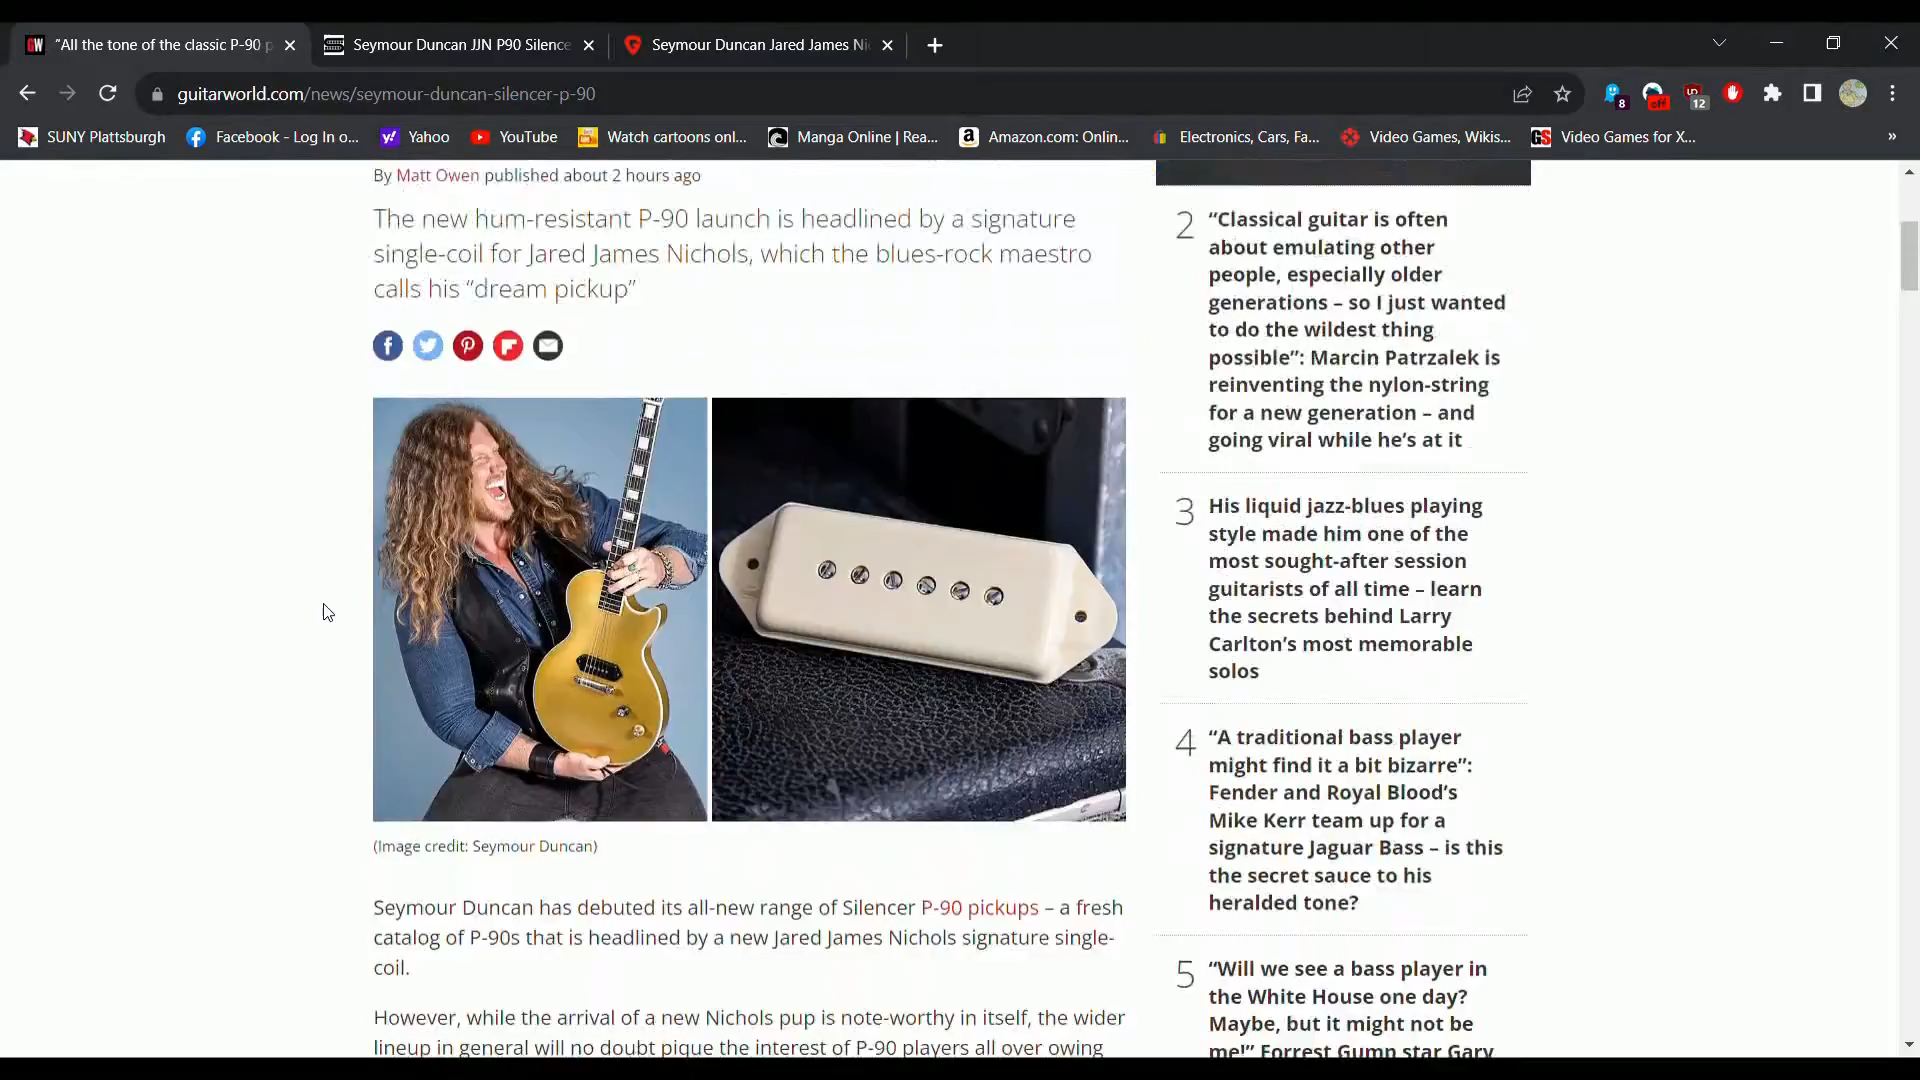 GW "All the tone of the classic P-90 p
Seymour Duncan JJN P90 Silence
Seymour Duncan Jared James Ni
guitarworld.com/news/seymour-duncan-silencer-p-90
8
off
12
SUNY Plattsburgh
Facebook - Log In o...
Yahoo
YouTube
Watch cartoons onl...
Manga Online | Rea...
Amazon.com: Onlin...
Electronics, Cars, Fa...
Video Games, Wikis...
GS Video Games for X...
»
By Matt Owen published about 2 hours ago
The new hum-resistant P-90 launch is headlined by a signature
single-coil for Jared James Nichols, which the blues-rock maestro
calls his “dream pickup”
(Image credit: Seymour Duncan)
Seymour Duncan has debuted its all-new range of Silencer P-90 pickups – a fresh
catalog of P-90s that is headlined by a new Jared James Nichols signature single-
coil.
However, while the arrival of a new Nichols pup is note-worthy in itself, the wider
lineup in general will no doubt pique the interest of P-90 players all over owing
2 “Classical guitar is often
about emulating other
people, especially older
generations – so I just wanted
to do the wildest thing
possible”: Marcin Patrzalek is
reinventing the nylon-string
for a new generation – and
going viral while he’s at it
3 His liquid jazz-blues playing
style made him one of the
most sought-after session
guitarists of all time – learn
the secrets behind Larry
Carlton’s most memorable
solos
4 “A traditional bass player
might find it a bit bizarre”:
Fender and Royal Blood’s
Mike Kerr team up for a
signature Jaguar Bass – is this
the secret sauce to his
heralded tone?
5 “Will we see a bass player in
the White House one day?
Maybe, but it might not be
me!” Forrest Gump star Gary